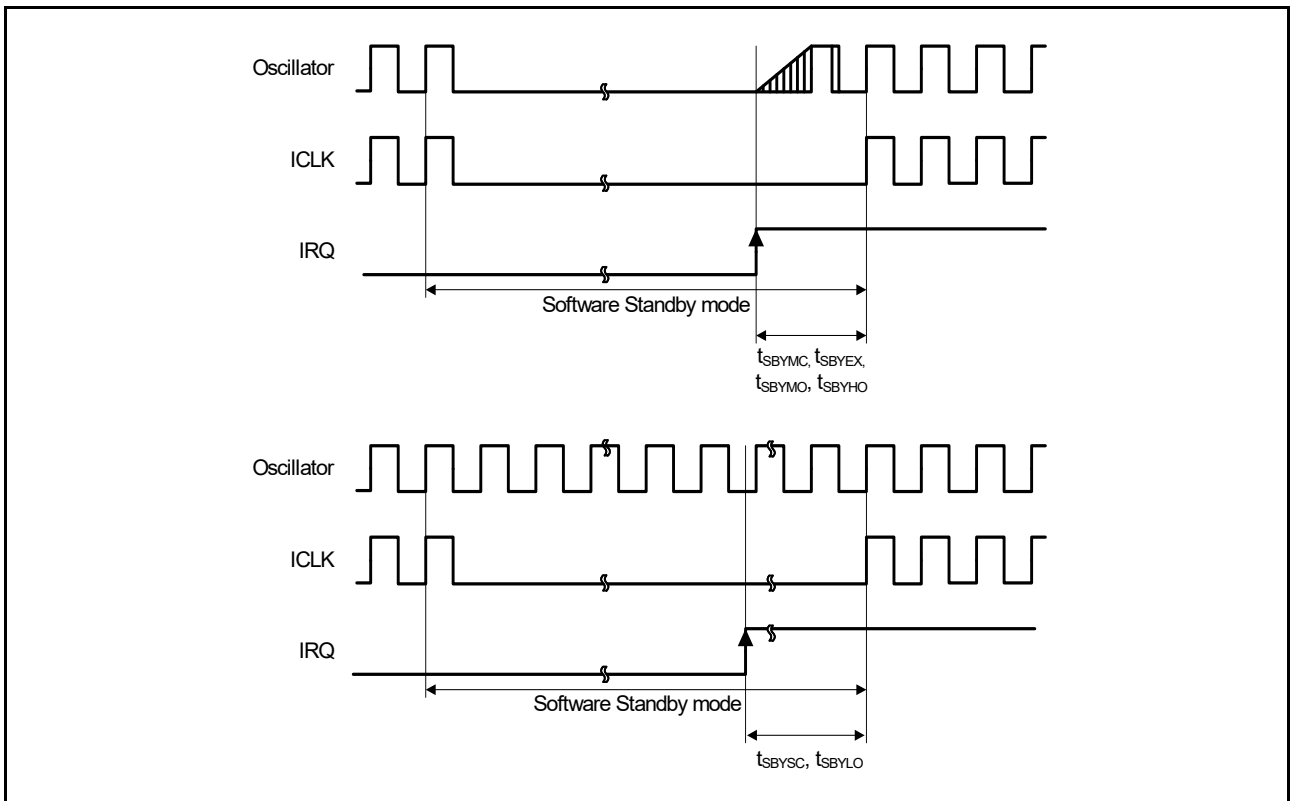 Oscillator
ICLK
IRQ
Software Standby mode
tSBYMC, tSBYEX,
tSBYMO, tSBYHO
Oscillator
ICLK
IRQ
Software Standby mode
tSBYSC, tSBYLO